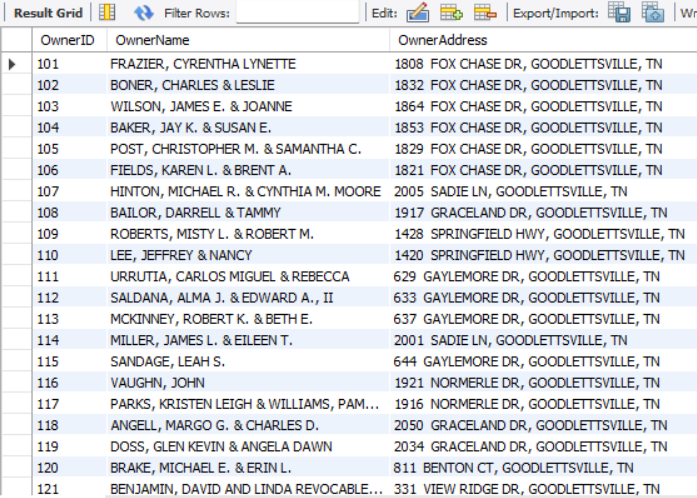 Result Grid Filter Rows: Edit: Export/Import: Wr
OwnerID OwnerName OwnerAddress
101 FRAZIER, CYRENTHA LYNETTE 1808 FOX CHASE DR, GOODLETTSVILLE, TN
102 BONER, CHARLES & LESLIE 1832 FOX CHASE DR, GOODLETTSVILLE, TN
103 WILSON, JAMES E. & JOANNE 1864 FOX CHASE DR, GOODLETTSVILLE, TN
104 BAKER, JAY K. & SUSAN E. 1853 FOX CHASE DR, GOODLETTSVILLE, TN
105 POST, CHRISTOPHER M. & SAMANTHA C. 1829 FOX CHASE DR, GOODLETTSVILLE, TN
106 FIELDS, KAREN L. & BRENT A. 1821 FOX CHASE DR, GOODLETTSVILLE, TN
107 HINTON, MICHAEL R. & CYNTHIA M. MOORE 2005 SADIE LN, GOODLETTSVILLE, TN
108 BAILOR, DARRELL & TAMMY 1917 GRACELAND DR, GOODLETTSVILLE, TN
109 ROBERTS, MISTY L. & ROBERT M. 1428 SPRINGFIELD HWY, GOODLETTSVILLE, TN
110 LEE, JEFFREY & NANCY 1420 SPRINGFIELD HWY, GOODLETTSVILLE, TN
111 URRUTIA, CARLOS MIGUEL & REBECCA 629 GAYLEMORE DR, GOODLETTSVILLE, TN
112 SALDANA, ALMA J. & EDWARD A., II 633 GAYLEMORE DR, GOODLETTSVILLE, TN
113 MCKINNEY, ROBERT K. & BETH E. 637 GAYLEMORE DR, GOODLETTSVILLE, TN
114 MILLER, JAMES L. & EILEEN T. 2001 SADIE LN, GOODLETTSVILLE, TN
115 SANDAGE, LEAH S. 644 GAYLEMORE DR, GOODLETTSVILLE, TN
116 VAUGHN, JOHN 1921 NORMERLE DR, GOODLETTSVILLE, TN
117 PARKS, KRISTEN LEIGH & WILLIAMS, PAM... 1916 NORMERLE DR, GOODLETTSVILLE, TN
118 ANGELL, MARGO G. & CHARLES D. 2050 GRACELAND DR, GOODLETTSVILLE, TN
119 DOSS, GLEN KEVIN & ANGELA DAWN 2034 GRACELAND DR, GOODLETTSVILLE, TN
120 BRAKE, MICHAEL E. & ERIN L. 811 BENTON CT, GOODLETTSVILLE, TN
121 BENJAMIN, DAVID AND LINDA REVOCABLE... 331 VIEW RIDGE DR, GOODLETTSVILLE, TN